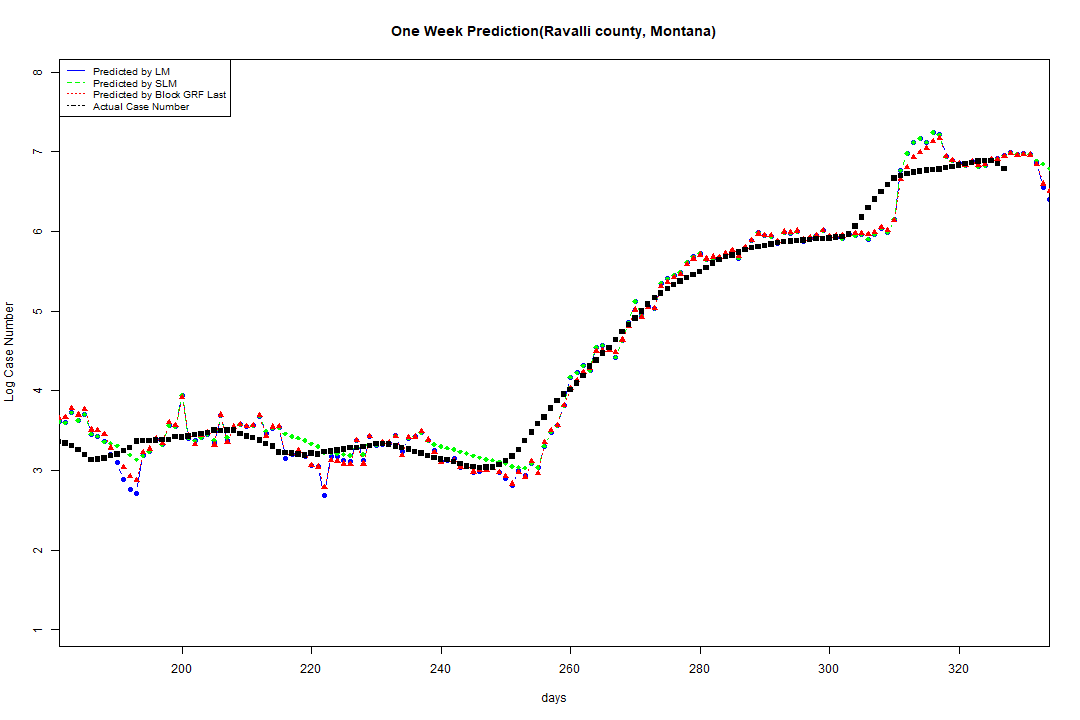 One Week Prediction(Ravalli county, Montana)
Predicted by LM
Predicted by SLM
Predicted by Block GRF Last
Actual Case Number
8
7
6
5
4
3
2
1
Log Case Number
200 220 240 260 280 300 320
days